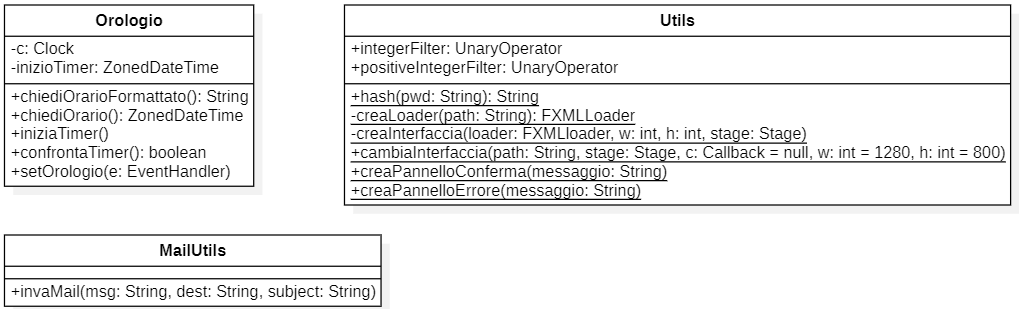 Orologio
-c: Clock
-inizioTimer: ZonedDateTime
+chiediOrarioFormattato(): String
+chiediOrario(): ZonedDateTime
+iniziaTimer()
+confrontaTimer(): boolean
+setOrologio(e: EventHandler)
Utils
+integerFilter: UnaryOperator
+positiveIntegerFilter: UnaryOperator
+hash(pwd: String): String
-creaLoader(path: String): FXMLLoader
-creaInterfaccia(loader: FXMLloader, w: int, h: int, stage: Stage)
+cambiaInterfaccia(path: String, stage: Stage, c: Callback = null, w: int = 1280, h: int = 800)
+creaPannelloConferma(messaggio: String)
+creaPannelloErrore(messaggio: String)
MailUtils
+invaMail(msg: String, dest: String, subject: String)